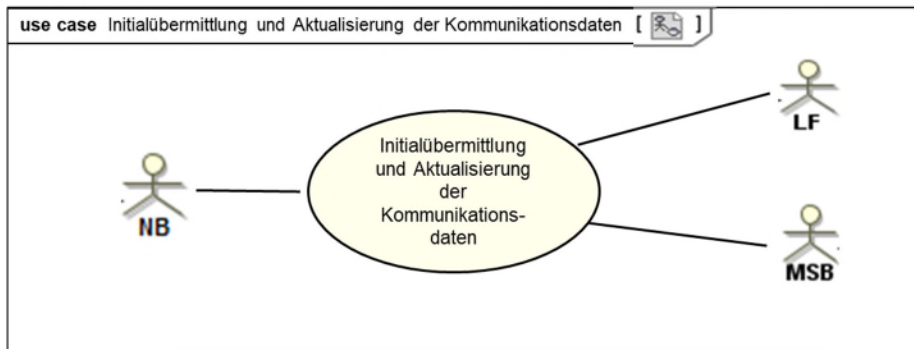 use case Initialübermittlung und Aktualisierung der Kommunikationsdaten [ ]
LF
Initialübermittlung
und Aktualisierung
der
Kommunikations-
daten
NB
MSB